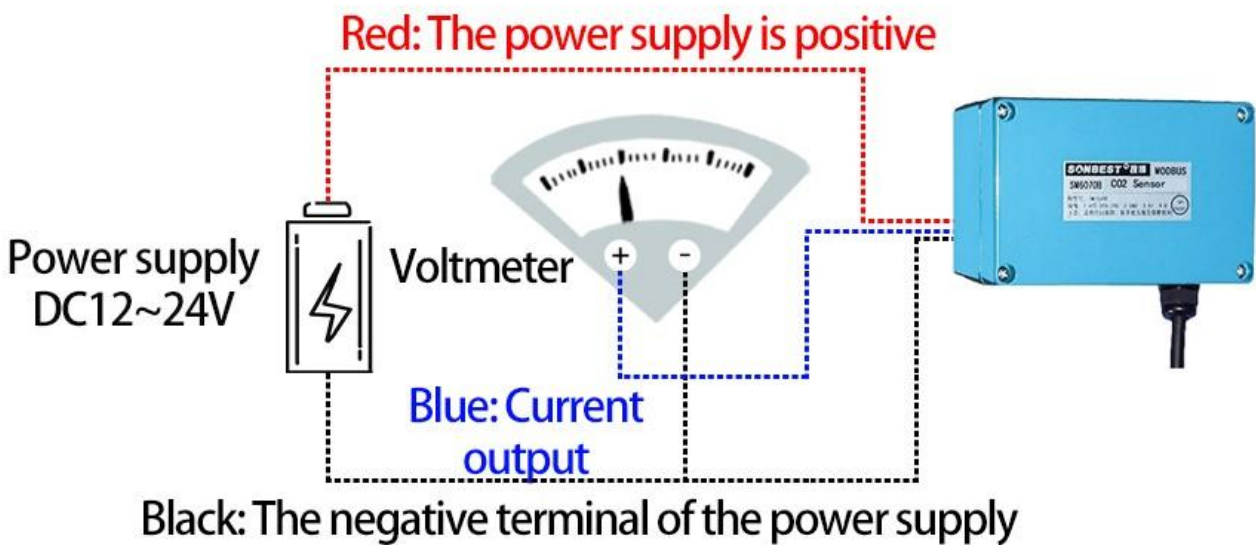 Red: The power supply is positive
SONBEST® MODBUS
SM6070B CO2 Sensor
Power supply
DC12~24V
Voltmeter
+ -
Blue: Current
output
Black: The negative terminal of the power supply